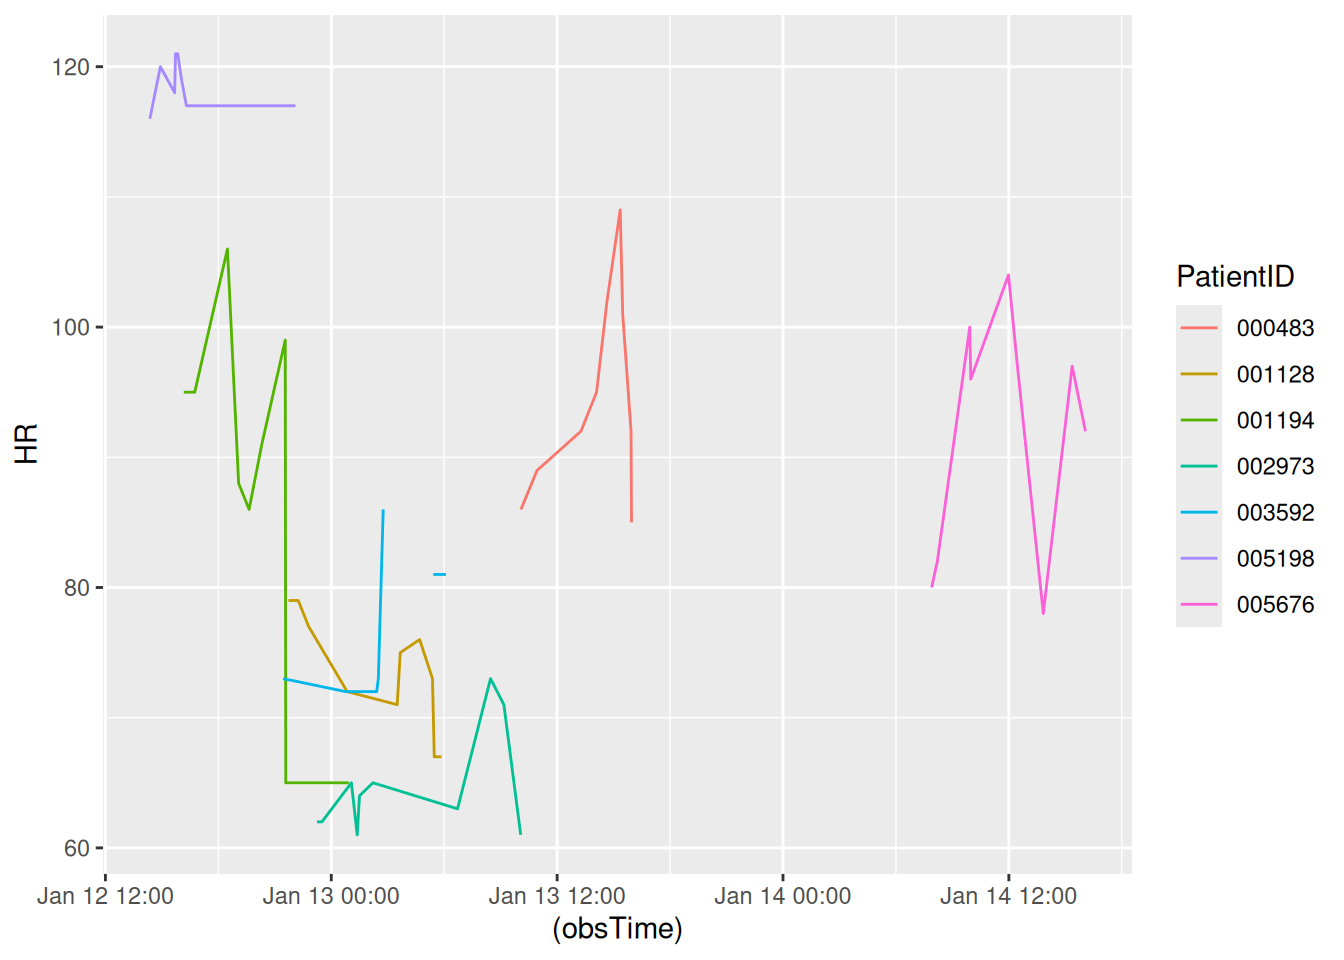 120
100
80
60
HR
Jan 12 12:00
Jan 13 00:00
Jan 13 12:00
Jan 14 00:00
Jan 14 12:00
(obsTime)
PatientID
000483
001128
001194
002973
003592
005198
005676